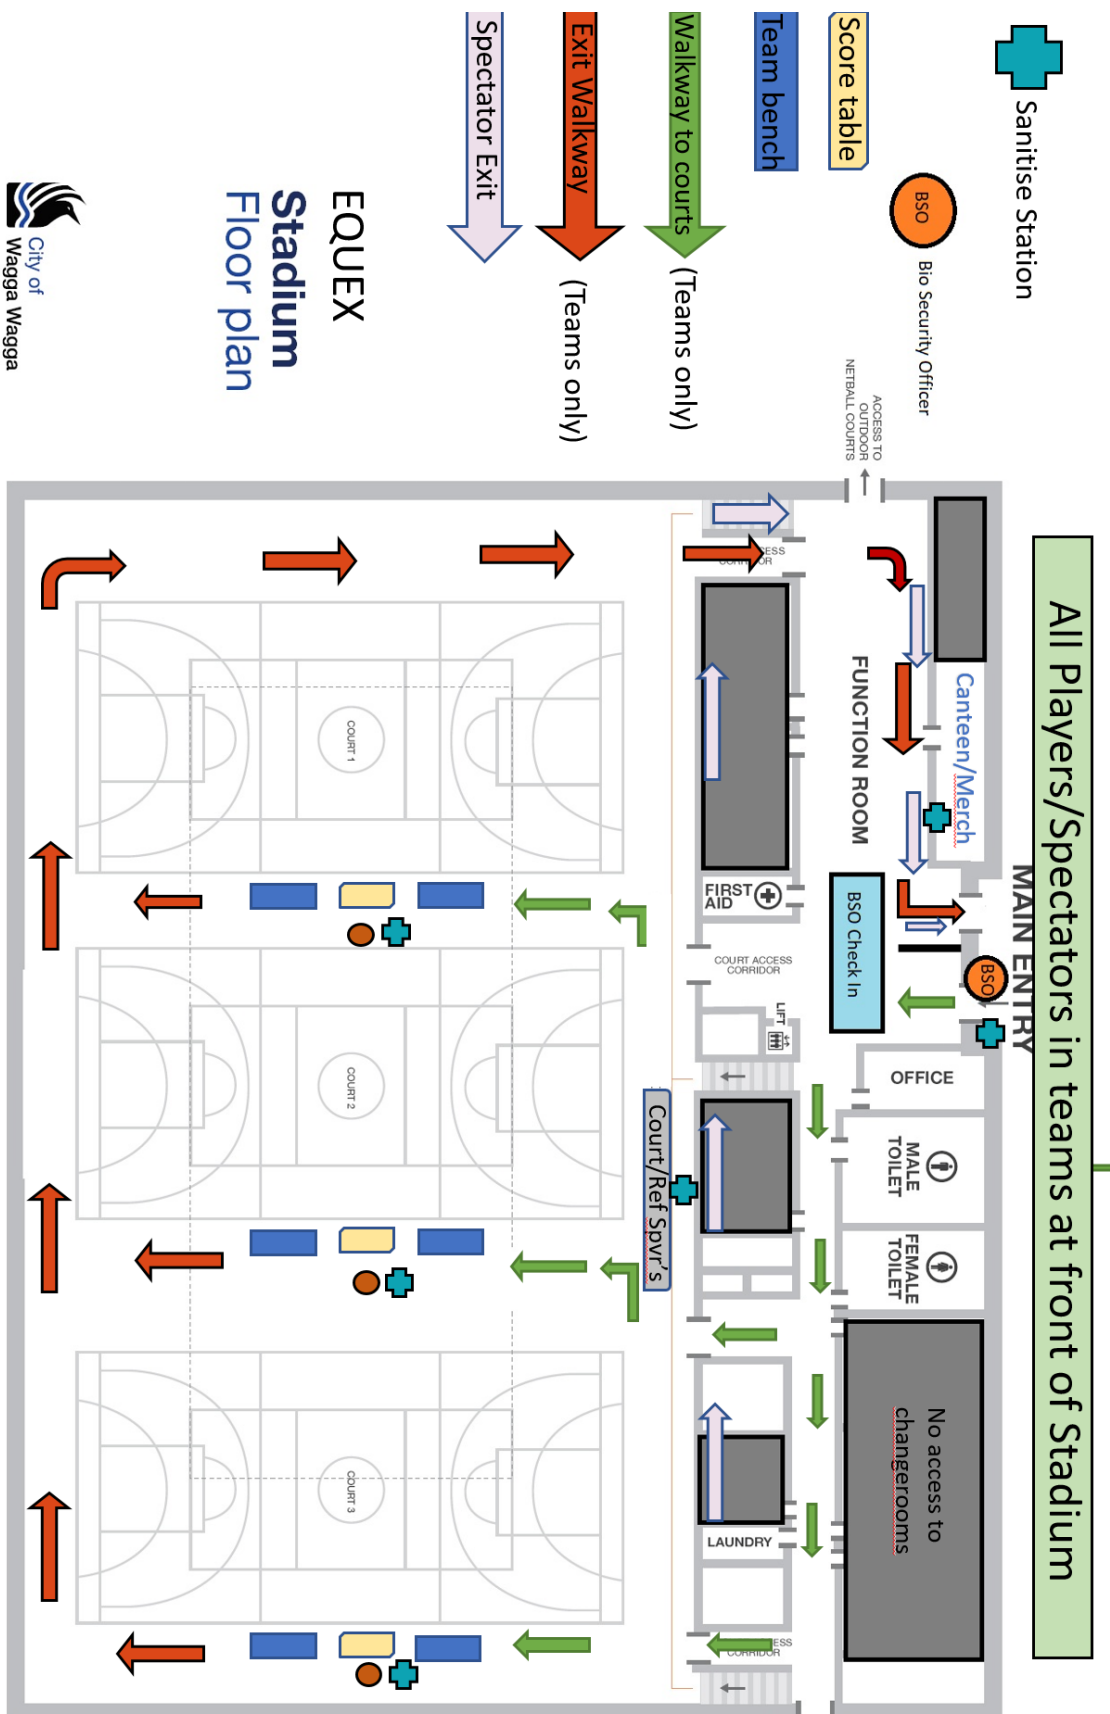 All Players/Spectators in teams at front of Stadium
Sanitise Station
BSO
Bio Security Officer
Score table
Team bench
Walkway to courts
(Teams only)
Exit Walkway
(Teams only)
Spectator Exit
EQUEX
Stadium
Floor plan
City of
Wagga Wagga
ACCESS TO
OUTDOOR
NETBALL COURTS
Canteen/Merch
MAIN ENTRY
BSO
FUNCTION ROOM
BSO Check In
OFFICE
MALE
TOILET
FEMALE
TOILET
No access to
changerooms
FIRST
AID
COURT ACCESS
CORRIDOR
LIFT
LAUNDRY
CORRIDOR
Court/Ref Spvr's
COURT 1
COURT 2
COURT 3